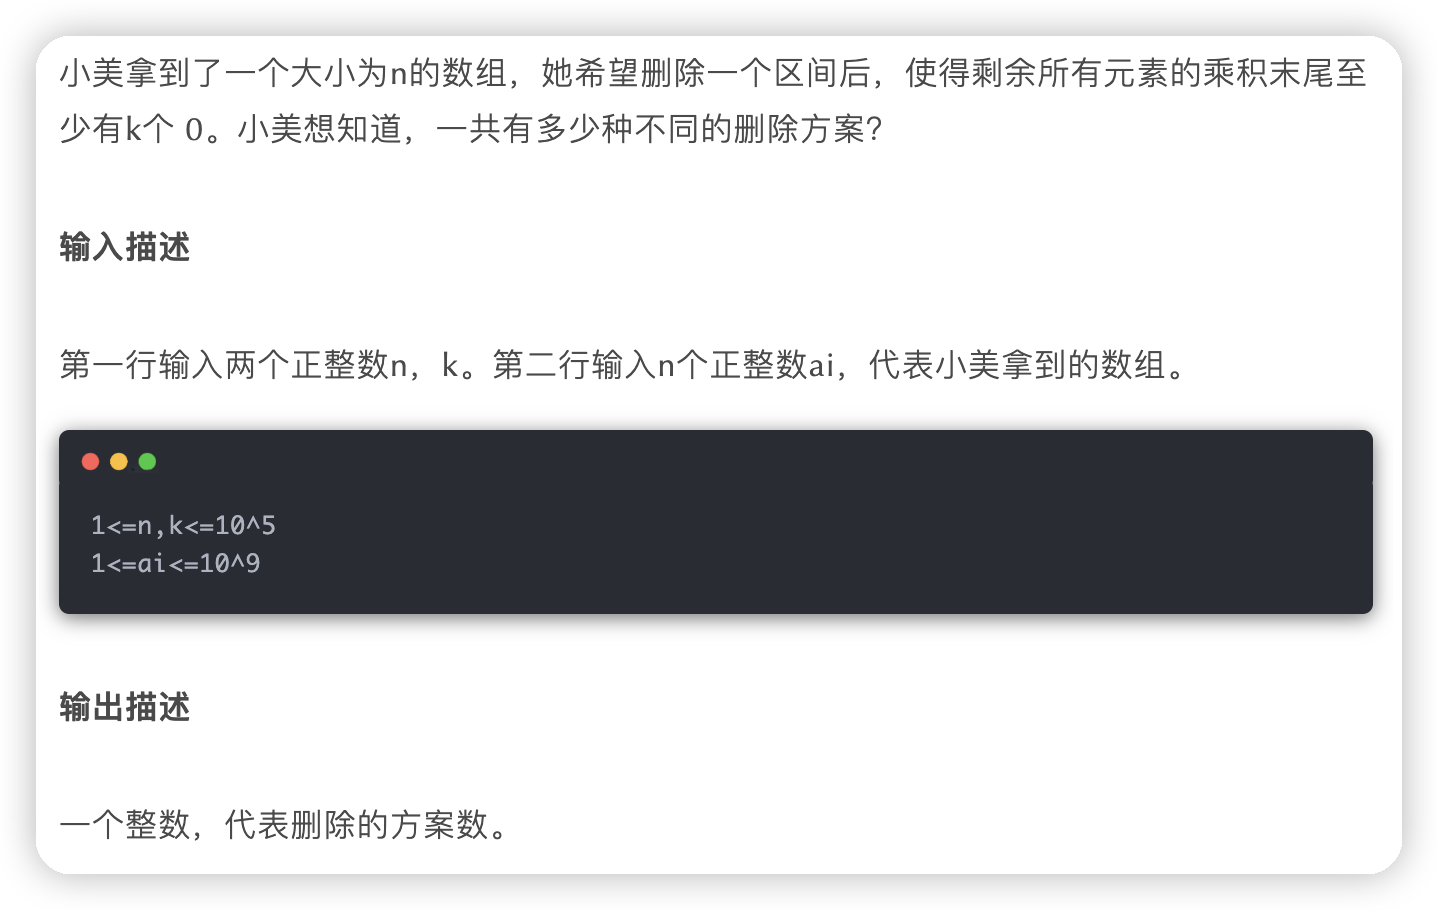 小美拿到了一个大小为n的数组，她希望删除一个区间后，使得剩余所有元素的乘积末尾至
少有k个 0。小美想知道，一共有多少种不同的删除方案？
输入描述
第一行输入两个正整数n，k。第二行输入n个正整数ai，代表小美拿到的数组。
1<=n,k<=10^5
1<=ai<=10^9
输出描述
一个整数，代表删除的方案数。